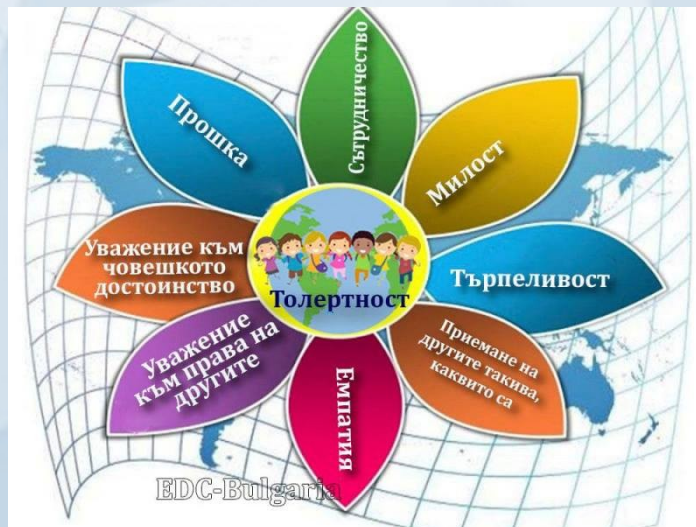 Сътрудничество
Милост
Търпеливост
Приемане на
другите такива,
каквито са
Емпатия
Уважение
към права на
другите
Уважение към
човешкото
достоинство
Прошка
Толертност
EDC-Bulgaria